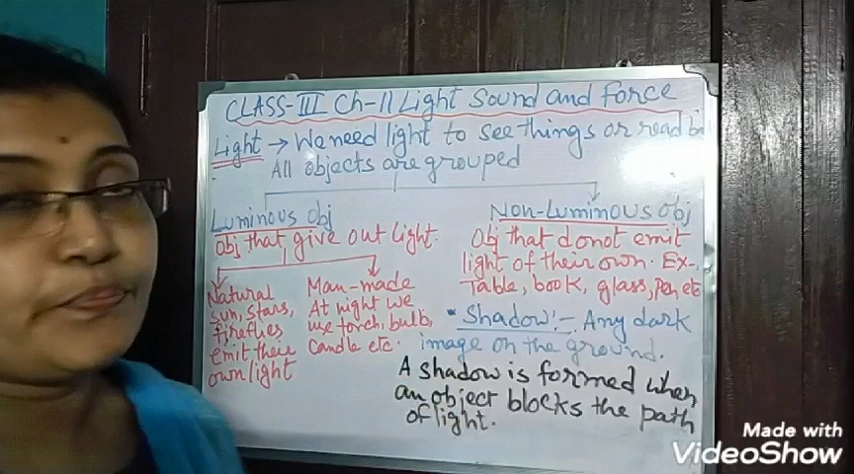 CLASS-III Ch-11 Light Sound and Force
Light → We need light to see things or read
All objects are grouped
Luminous obj
Obj that give out light.
Natural
Sun, stars,
fireflies
emit their
own light
Man-made
At night we
use torch, bulb,
candle etc.
Non-Luminous obj
Obj that donot emit
light of their own. Ex-.
Table, book, glass, Pen, etc
Shadow:- Any dark
image on the ground.
A shadow is formed when
an object blocks the path
of light.
Made with
VideoShow